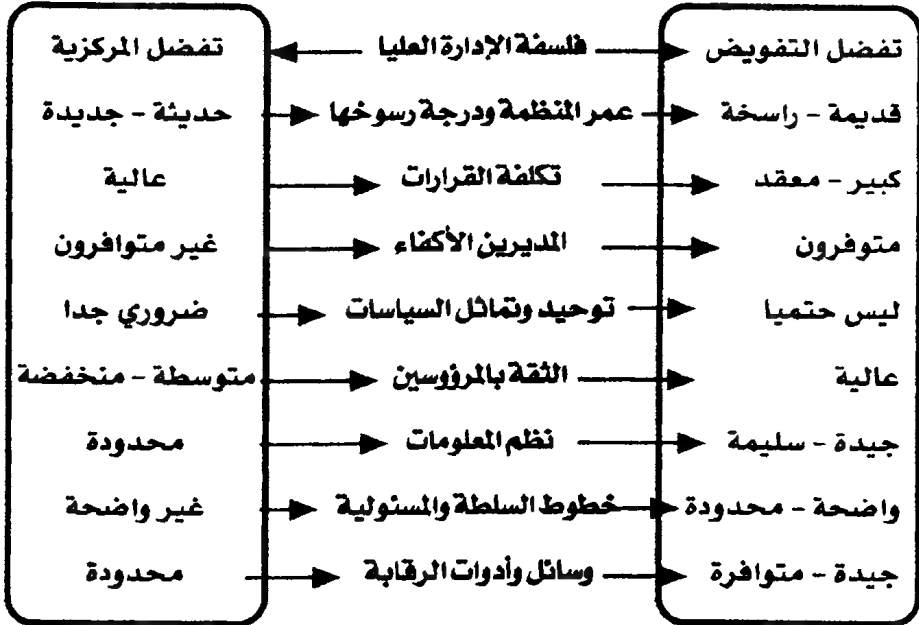 تفضل التفويض فلسفة الإدارة العليا تفضل المركزية
قديمة - راسخة عمر المنظمة ودرجة رسوخها حديثة - جديدة
كبير - معقد تكلفة القرارات عالية
متوفرون المديرين الأكفاء غير متوافرون
ليس حتميا توحيد وتماثل السياسات ضروري جدا
عالية الثقة بالمرؤوسين متوسطة - منخفضة
جيدة - سليمة نظم المعلومات محدودة
واضحة - محدودة خطوط السلطة والمسئولية غير واضحة
جيدة - متوافرة وسائل وأدوات الرقابة محدودة